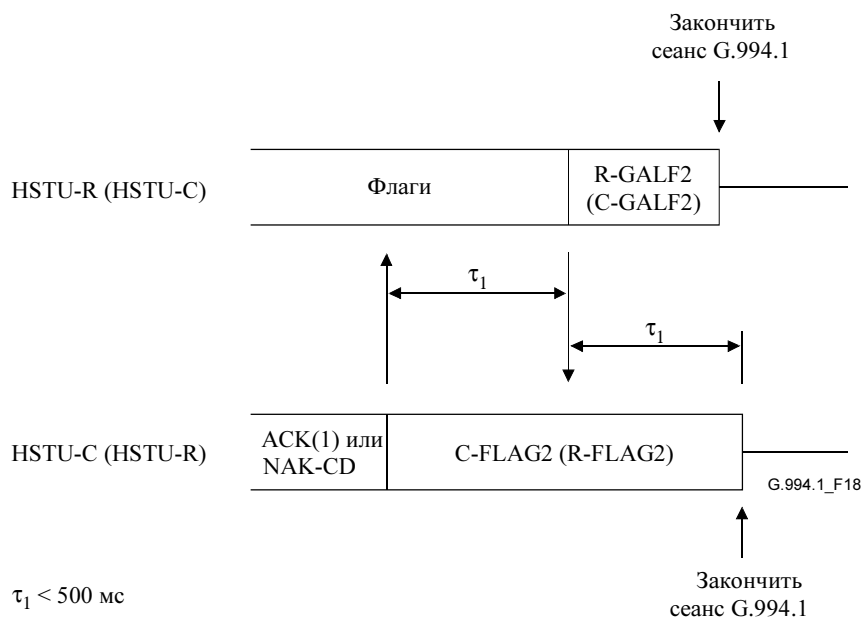 Закончить
сеанс G.994.1
HSTU-R (HSTU-C)
Флаги
R-GALF2
(C-GALF2)
τ1
τ1
HSTU-C (HSTU-R)
ACK(1) или
NAK-CD
C-FLAG2 (R-FLAG2)
G.994.1_F18
τ1 < 500 мс
Закончить
сеанс G.994.1